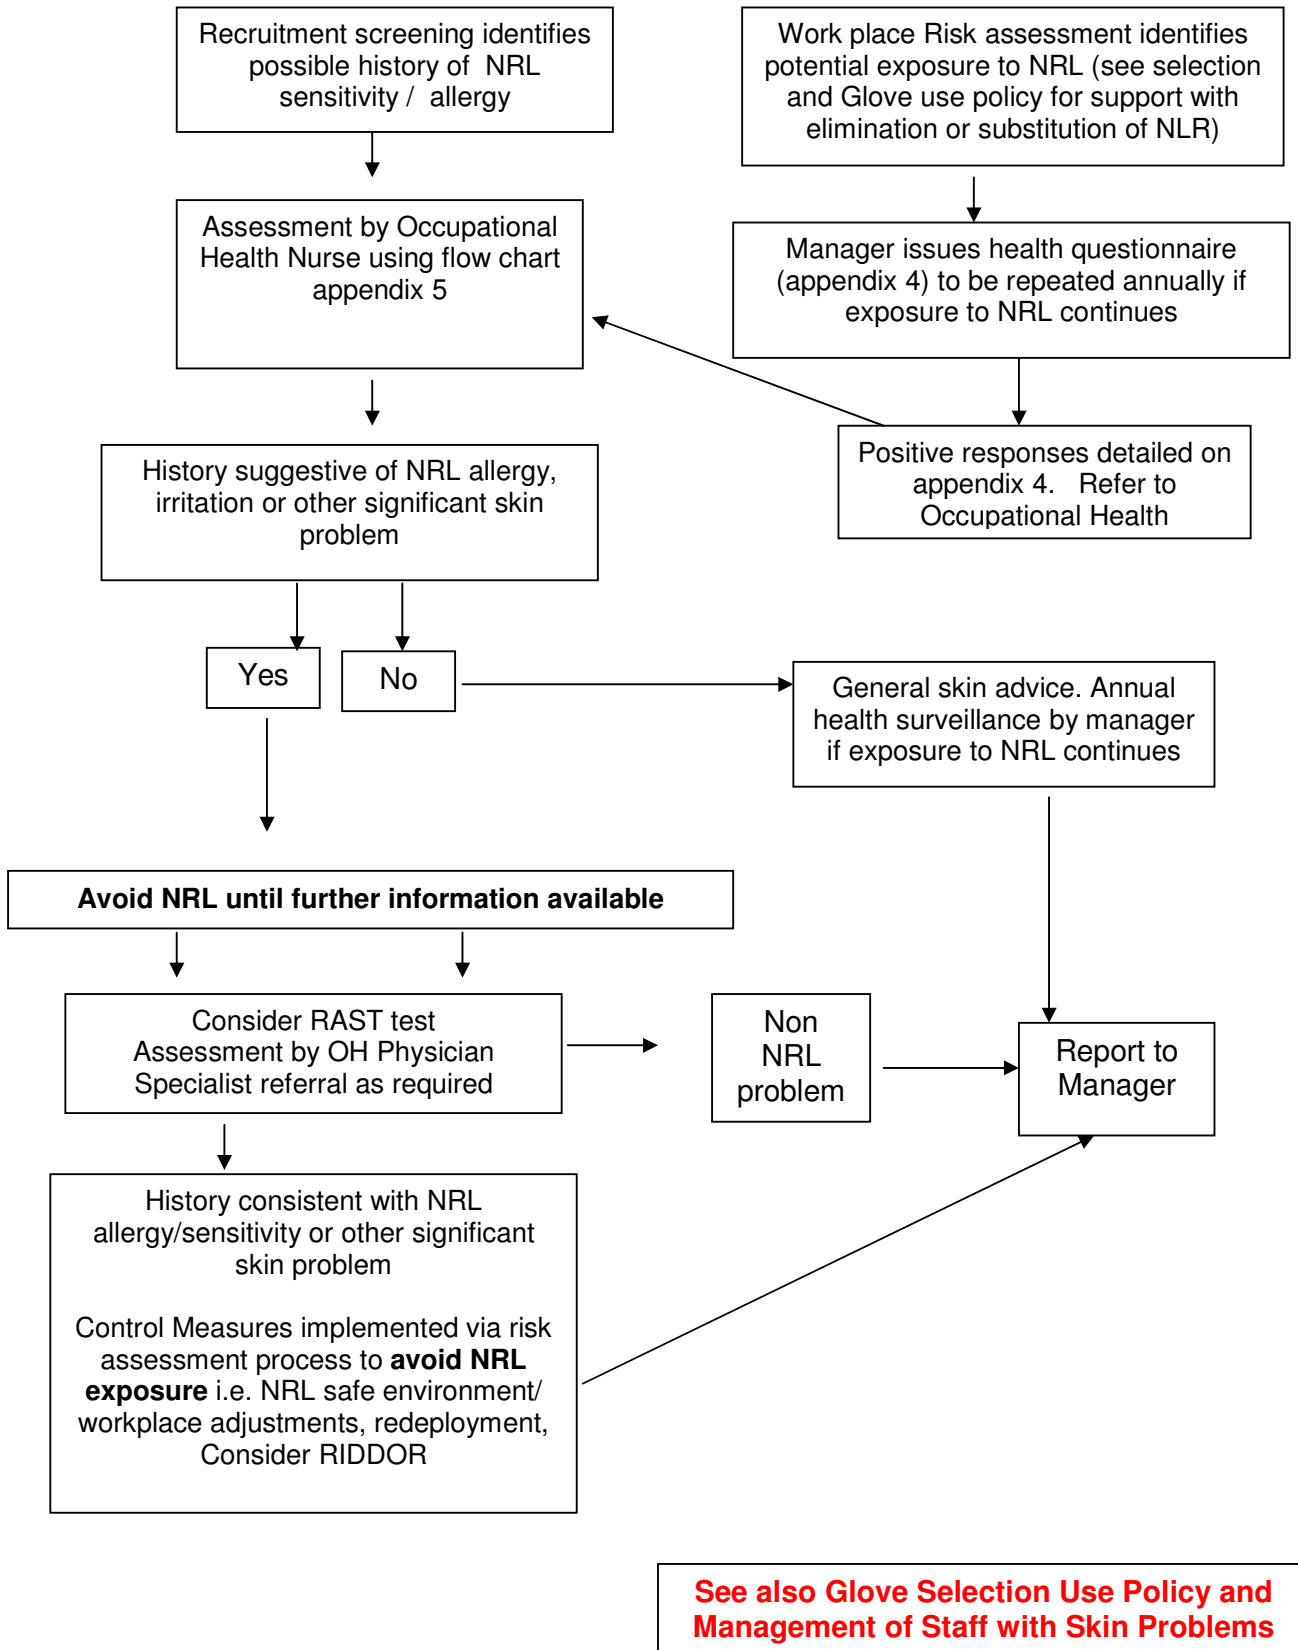 Recruitment screening identifies
possible history of NRL
sensitivity / allergy
Work place Risk assessment identifies
potential exposure to NRL (see selection
and Glove use policy for support with
elimination or substitution of NLR)
Assessment by Occupational
Health Nurse using flow chart
appendix 5
Manager issues health questionnaire
(appendix 4) to be repeated annually if
exposure to NRL continues
Positive responses detailed on
appendix 4. Refer to
Occupational Health
History suggestive of NRL allergy,
irritation or other significant skin
problem
Yes
No
General skin advice. Annual
health surveillance by manager
if exposure to NRL continues
Avoid NRL until further information available
Consider RAST test
Assessment by OH Physician
Specialist referral as required
Non
NRL
problem
Report to
Manager
History consistent with NRL
allergy/sensitivity or other significant
skin problem
Control Measures implemented via risk
assessment process to avoid NRL
exposure i.e. NRL safe environment/
workplace adjustments, redeployment,
Consider RIDDOR
See also Glove Selection Use Policy and
Management of Staff with Skin Problems